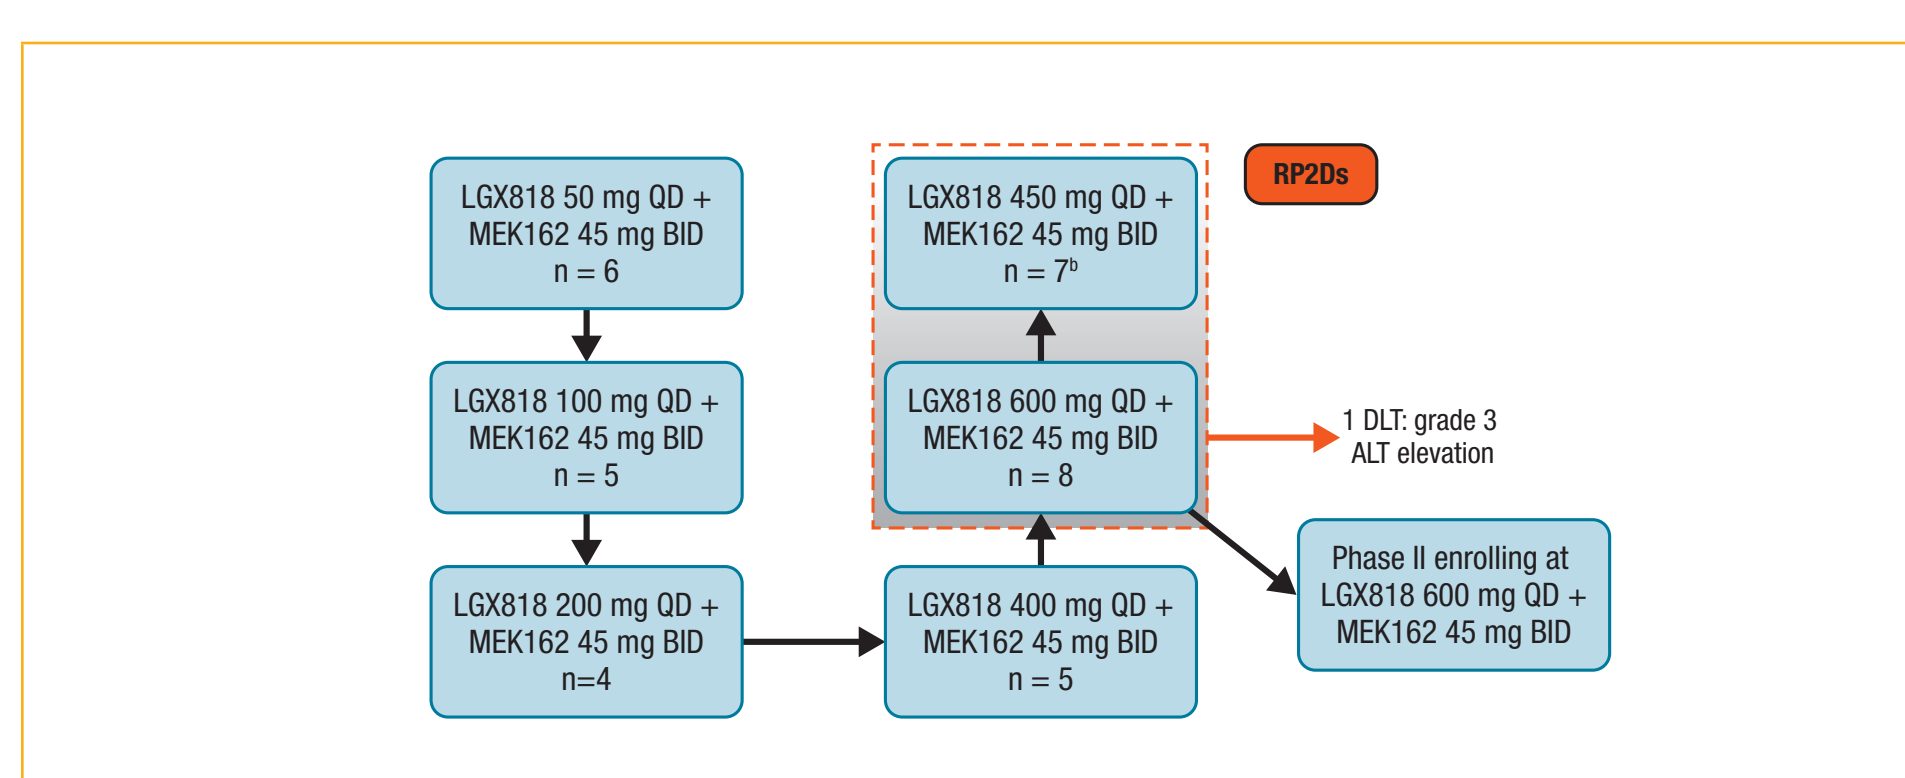 LGX818 50 mg QD +
MEK162 45 mg BID
n = 6
LGX818 100 mg QD +
MEK162 45 mg BID
n = 5
LGX818 200 mg QD +
MEK162 45 mg BID
n=4
LGX818 400 mg QD +
MEK162 45 mg BID
n = 5
LGX818 600 mg QD +
MEK162 45 mg BID
n = 8
LGX818 450 mg QD +
MEK162 45 mg BID
n = 7ᵇ
RP2Ds
1 DLT: grade 3
ALT elevation
Phase II enrolling at
LGX818 600 mg QD +
MEK162 45 mg BID